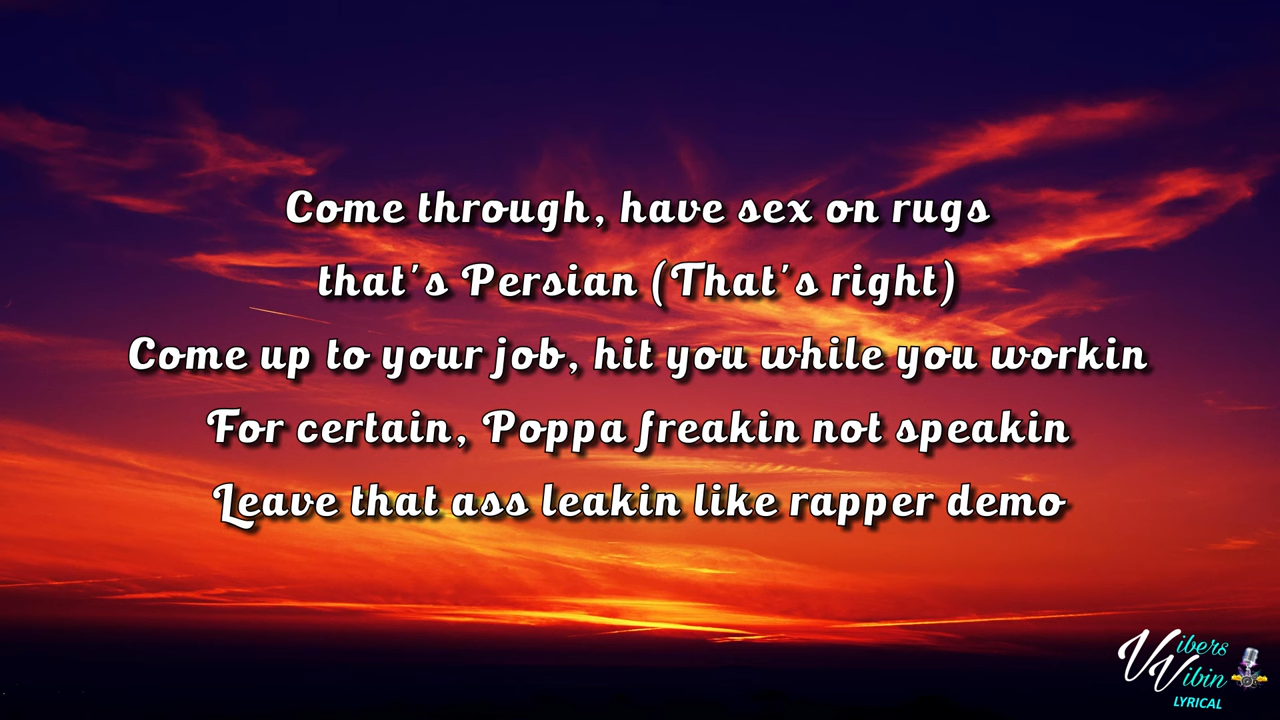 Come through, have sex on rugs
that's Persian (That's right)
Come up to your job, hit you while you workin
For certain, Poppa freakin not speakin
Leave that ass leakin like rapper demo
Vibers
Vibin
LYRICAL